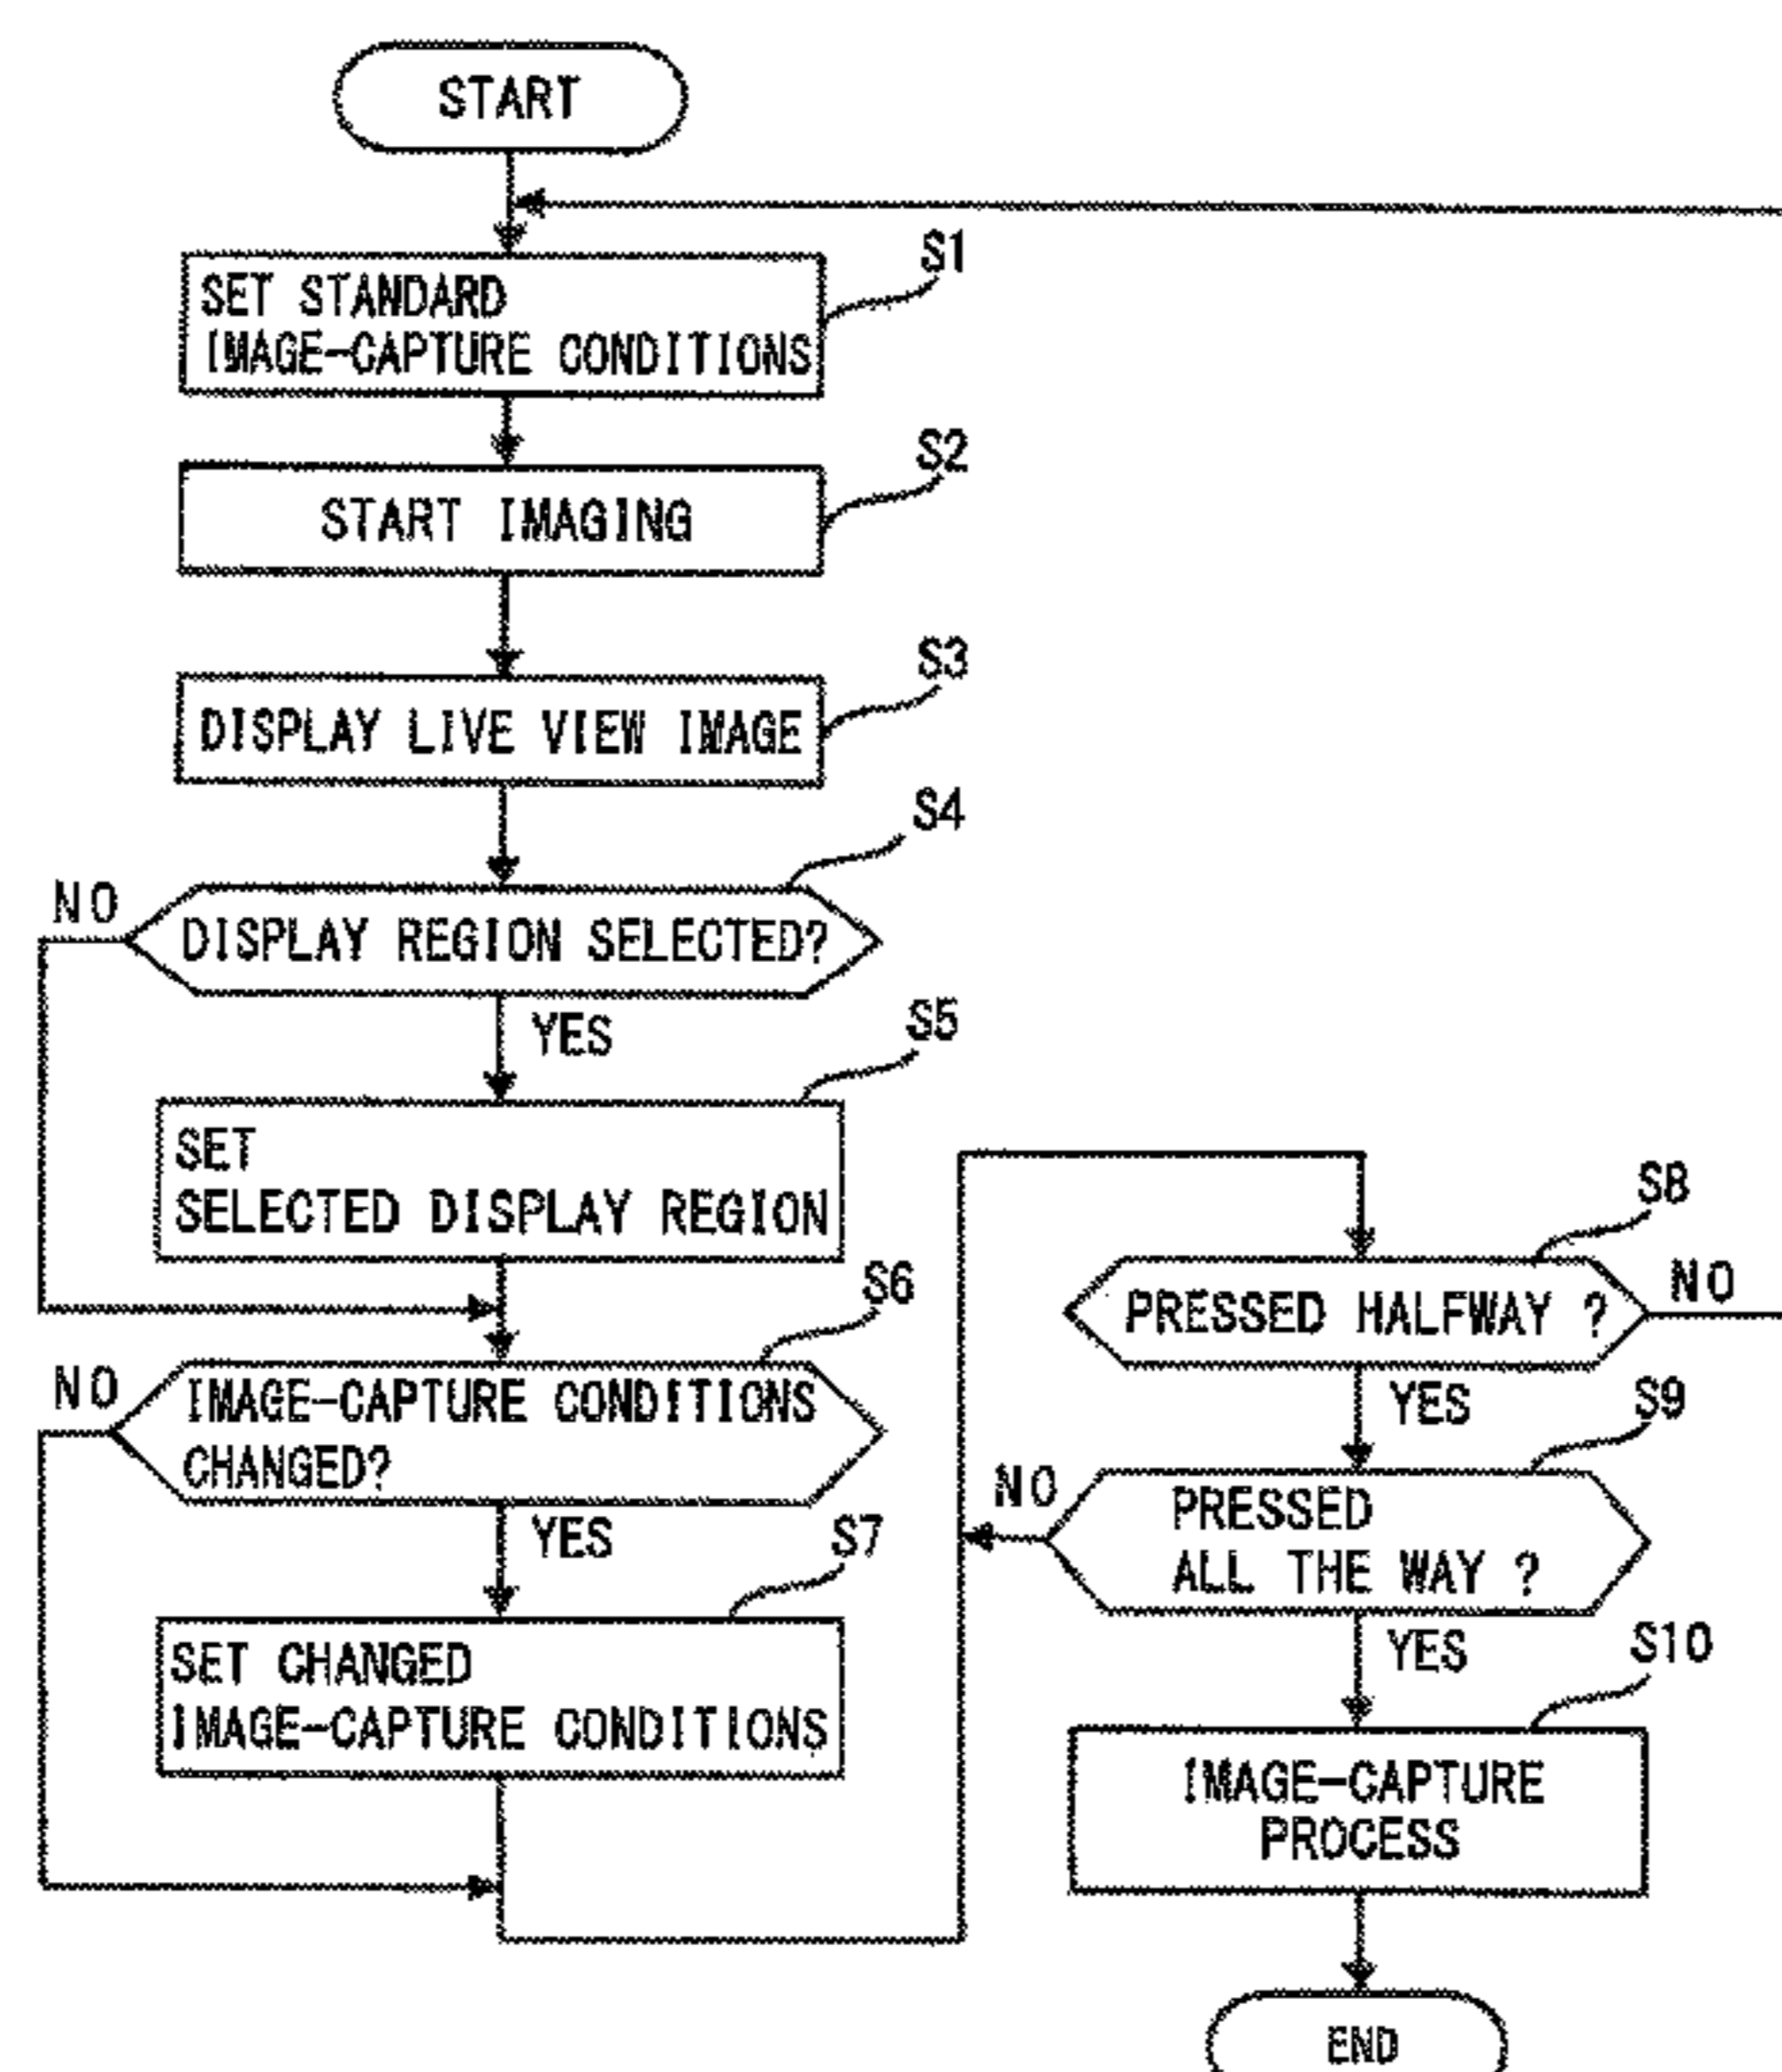 START
S1
SET STANDARD
IMAGE-CAPTURE CONDITIONS
S2
START IMAGING
S3
DISPLAY LIVE VIEW IMAGE
S4
NO
DISPLAY REGION SELECTED?
YES
S5
SET
SELECTED DISPLAY REGION
S6
NO
IMAGE-CAPTURE CONDITIONS
CHANGED?
YES
S7
SET CHANGED
IMAGE-CAPTURE CONDITIONS
S8
PRESSED HALFWAY ?
NO
YES
S9
NO
PRESSED
ALL THE WAY ?
YES
S10
IMAGE-CAPTURE
PROCESS
END